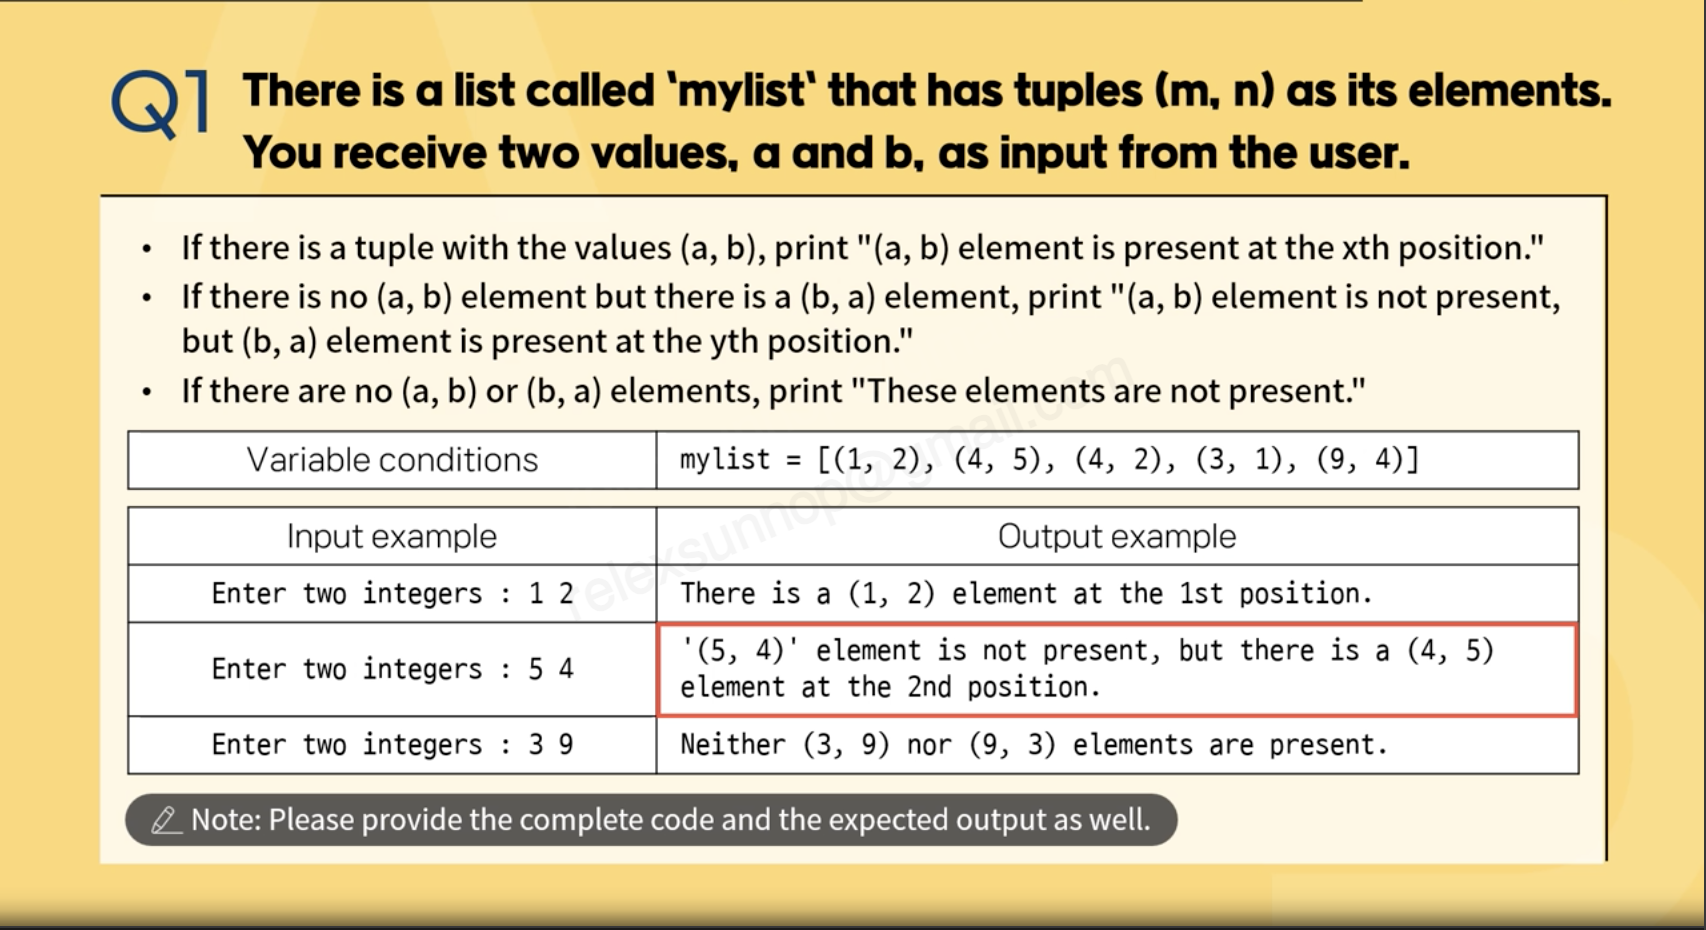 Q1 There is a list called ‛mylist‛ that has tuples (m, n) as its elements.
You receive two values, a and b, as input from the user.
• If there is a tuple with the values (a, b), print "(a, b) element is present at the xth position."
• If there is no (a, b) element but there is a (b, a) element, print "(a, b) element is not present,
but (b, a) element is present at the yth position."
• If there are no (a, b) or (b, a) elements, print "These elements are not present."
Variable conditions mylist = [(1, 2), (4, 5), (4, 2), (3, 1), (9, 4)]
Input example Output example
Enter two integers : 1 2 There is a (1, 2) element at the 1st position.
Enter two integers : 5 4 '(5, 4)' element is not present, but there is a (4, 5)
element at the 2nd position.
Enter two integers : 3 9 Neither (3, 9) nor (9, 3) elements are present.
Note: Please provide the complete code and the expected output as well.
relexsunnop@gmail.com